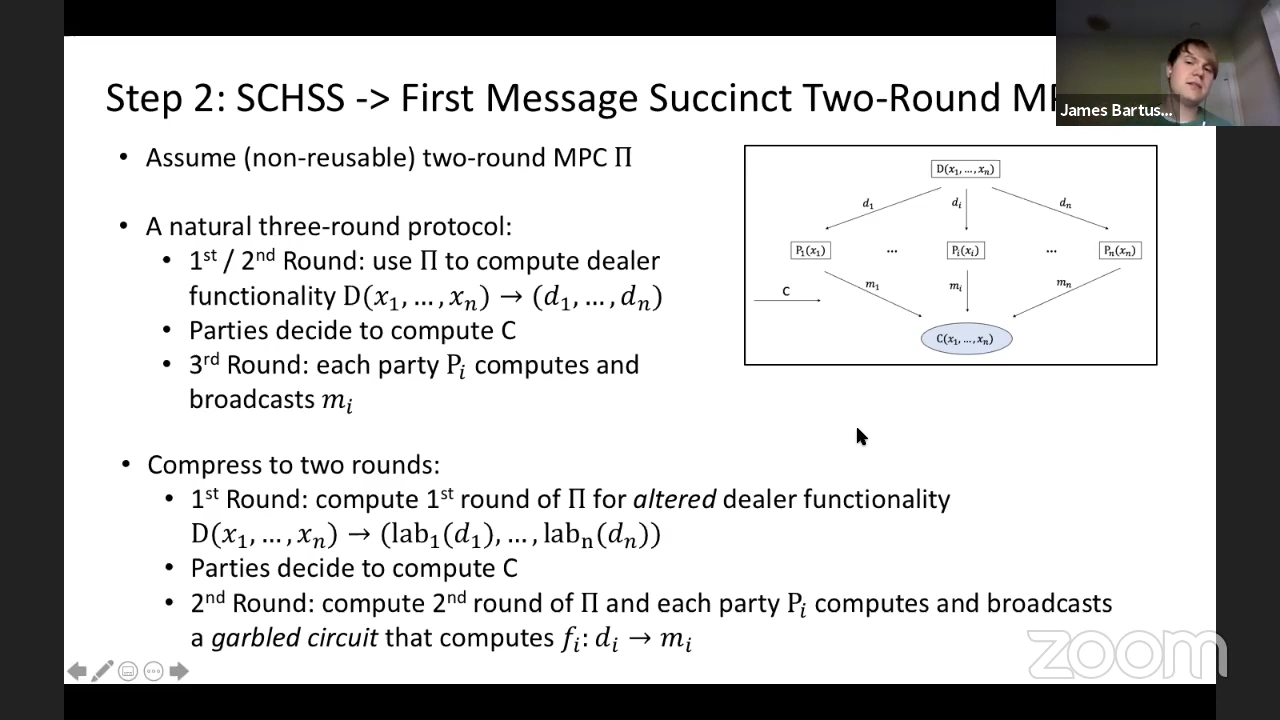 Step 2: SCHSS -> First Message Succinct Two-Round
James Bartus...
• Assume (non-reusable) two-round MPC Π
• A natural three-round protocol:
• 1st / 2nd Round: use Π to compute dealer
functionality D(x₁, … , xₙ) → (d₁, … , dₙ)
• Parties decide to compute C
• 3rd Round: each party Pᵢ computes and
broadcasts mᵢ
D(x₁, …, xₙ)
d₁ dᵢ dₙ
P₁(x₁) ... Pᵢ(xᵢ) ... Pₙ(xₙ)
C m₁ mᵢ mₙ
C(x₁, …, xₙ)
• Compress to two rounds:
• 1st Round: compute 1st round of Π for altered dealer functionality
D(x₁, … , xₙ) → (lab₁(d₁), … , labₙ(dₙ))
• Parties decide to compute C
• 2nd Round: compute 2nd round of Π and each party Pᵢ computes and broadcasts
a garbled circuit that computes fᵢ: dᵢ → mᵢ
zoom